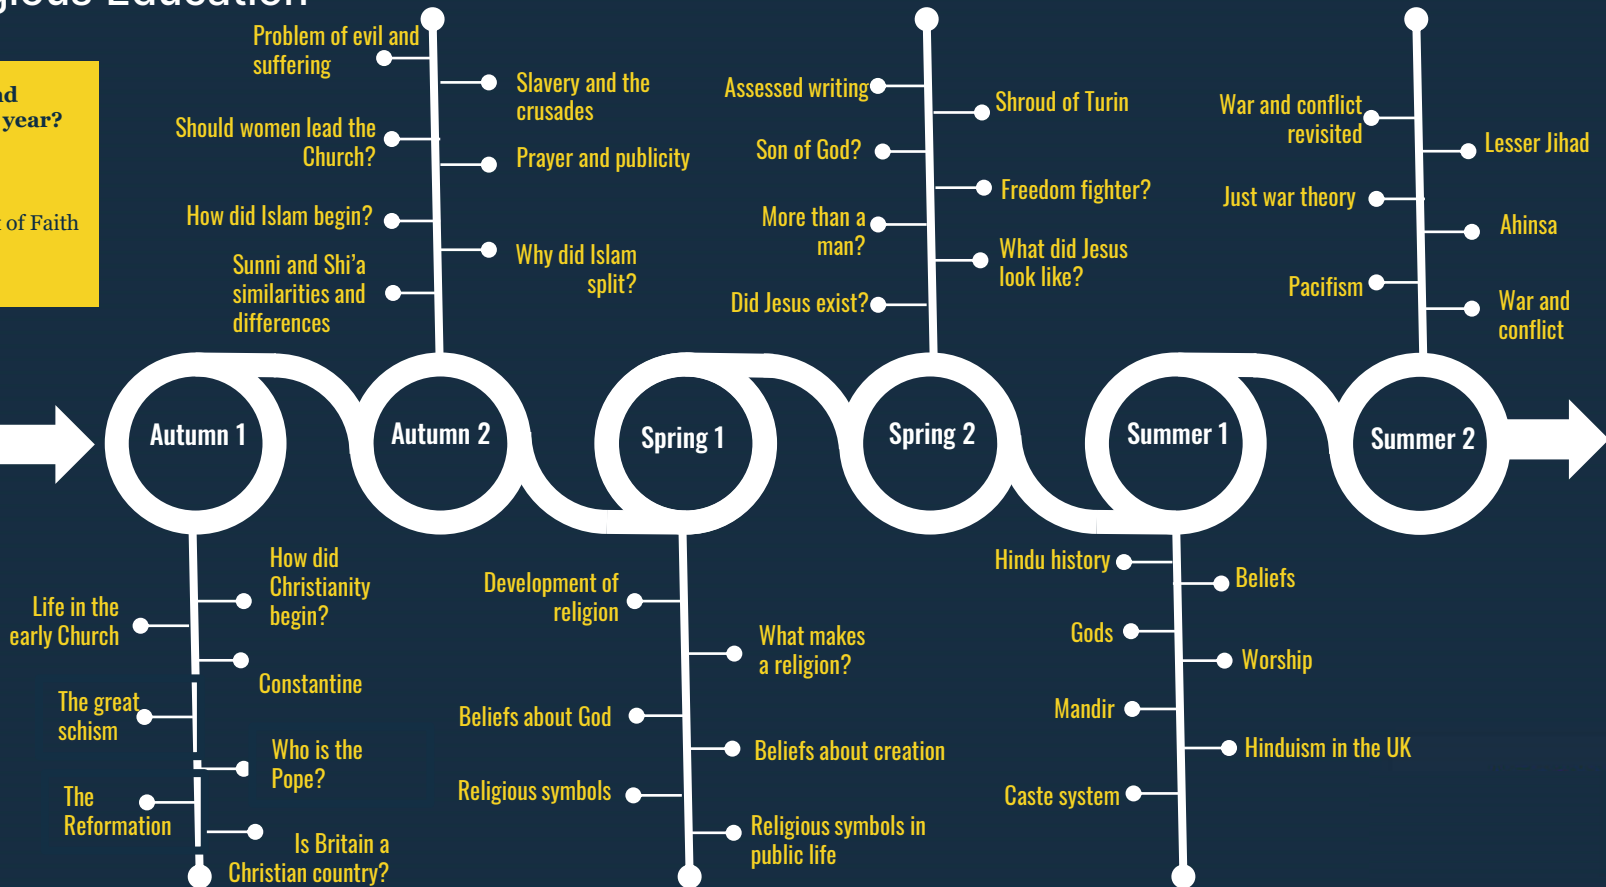 Education
year?
of Faith
Problem of evil and
suffering
Slavery and the
crusades
Should women lead the
Church?
Prayer and publicity
How did Islam begin?
Why did Islam
split?
Sunni and Shi’a
similarities and
differences
Assessed writing
Shroud of Turin
Son of God?
Freedom fighter?
More than a
man?
What did Jesus
look like?
Did Jesus exist?
War and conflict
revisited
Lesser Jihad
Just war theory
Ahinsa
Pacifism
War and
conflict
Autumn 1
Autumn 2
Spring 1
Spring 2
Summer 1
Summer 2
How did
Christianity
begin?
Life in the
early Church
Constantine
The great
schism
Who is the
Pope?
The
Reformation
Is Britain a
Christian country?
Development of
religion
What makes
a religion?
Beliefs about God
Beliefs about creation
Religious symbols
Religious symbols in
public life
Hindu history
Beliefs
Gods
Worship
Mandir
Hinduism in the UK
Caste system